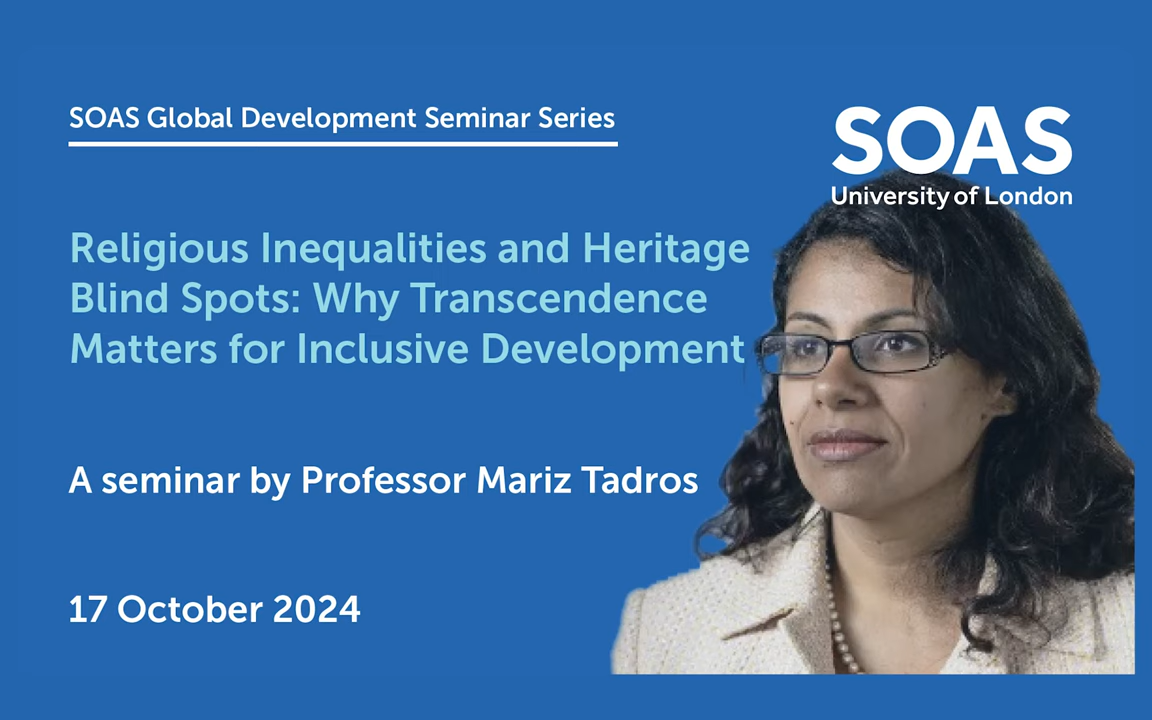 SOAS Global Development Seminar Series
SOAS
University of London
Religious Inequalities and Heritage
Blind Spots: Why Transcendence
Matters for Inclusive Development
A seminar by Professor Mariz Tadros
17 October 2024